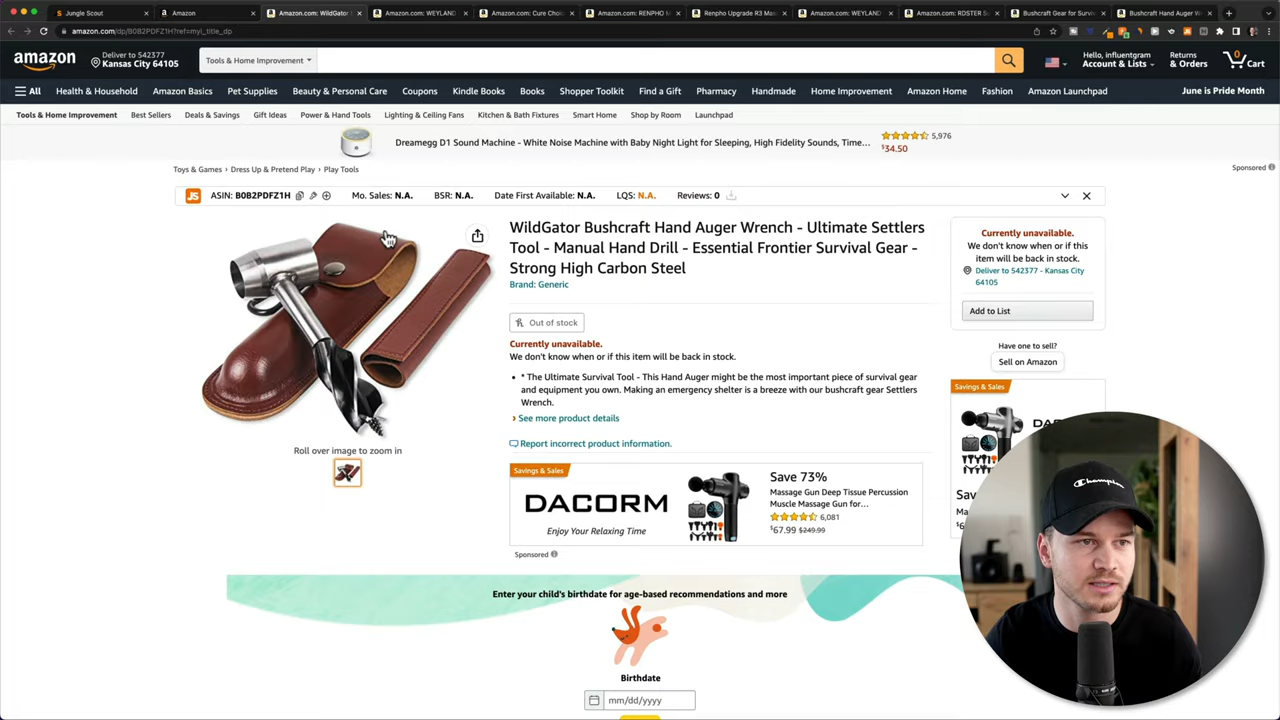 Jungle Scout
Amazon
Amazon.com: WildGator
Amazon.com: WEYLAND
Amazon.com: Cure Choi
Amazon.com: RENPHO M
Renpho Upgrade R3 Mas
Amazon.com: WEYLAND
Amazon.com: RDSTER S
Bushcraft Gear for Surviv
Bushcraft Hand Auger W
amazon.com/dp/B0B2PDFZ1H?ref=myi_title_dp
amazon
Deliver to 542377
Kansas City 64105
Tools & Home Improvement
Hello, influentgram
Account & Lists
Returns
& Orders
0
Cart
All
Health & Household
Amazon Basics
Pet Supplies
Beauty & Personal Care
Coupons
Kindle Books
Books
Shopper Toolkit
Find a Gift
Pharmacy
Handmade
Home Improvement
Amazon Home
Fashion
Amazon Launchpad
June is Pride Month
Tools & Home Improvement
Best Sellers
Deals & Savings
Gift Ideas
Power & Hand Tools
Lighting & Ceiling Fans
Kitchen & Bath Fixtures
Smart Home
Shop by Room
Launchpad
Dreamegg D1 Sound Machine - White Noise Machine with Baby Night Light for Sleeping, High Fidelity Sounds, Time...
5,976
$34.50
Sponsored
Toys & Games › Dress Up & Pretend Play › Play Tools
JS
ASIN: B0B2PDFZ1H
Mo. Sales: N.A.
BSR: N.A.
Date First Available: N.A.
LQS: N.A.
Reviews: 0
WildGator Bushcraft Hand Auger Wrench - Ultimate Settlers
Tool - Manual Hand Drill - Essential Frontier Survival Gear -
Strong High Carbon Steel
Brand: Generic
Out of stock
Currently unavailable.
We don't know when or if this item will be back in stock.
• * The Ultimate Survival Tool - This Hand Auger might be the most important piece of survival gear
and equipment you own. Making an emergency shelter is a breeze with our bushcraft gear Settlers
Wrench.
› See more product details
Report incorrect product information.
Roll over image to zoom in
Savings & Sales
DACORM
Enjoy Your Relaxing Time
Save 73%
Massage Gun Deep Tissue Percussion
Muscle Massage Gun for...
6,081
$67.99 $249.99
Sponsored
Currently unavailable.
We don't know when or if this
item will be back in stock.
Deliver to 542377 - Kansas City
64105
Add to List
Have one to sell?
Sell on Amazon
Savings & Sales
Enter your child's birthdate for age-based recommendations and more
Birthdate
mm/dd/yyyy
Champion